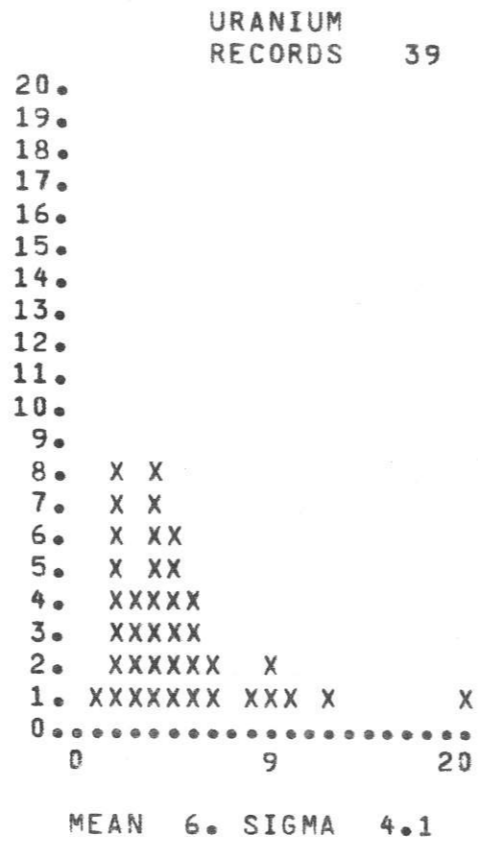 URANIUM
RECORDS 39
20.
19.
18.
17.
16.
15.
14.
13.
12.
11.
10.
9.
8. X X
7. X X
6. X XX
5. X XX
4. XXXXX
3. XXXXX
2. XXXXXX X
1. XXXXXXX XXX X X
0......................
0 9 20
MEAN 6. SIGMA 4.1